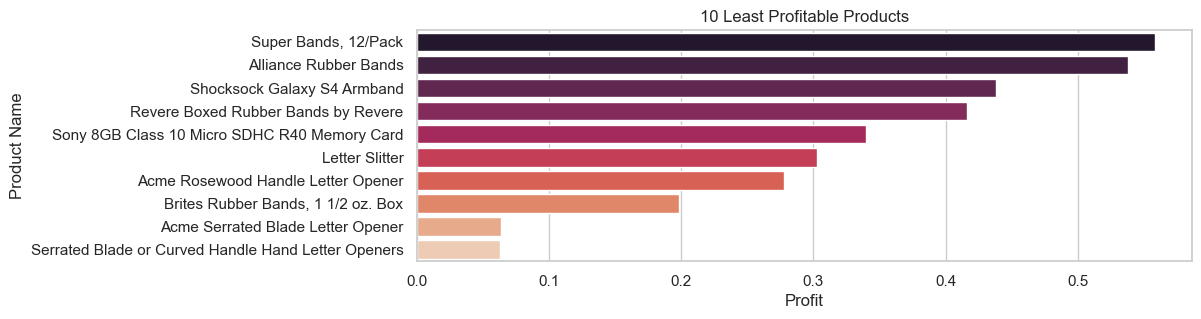 10 Least Profitable Products
Product Name
Super Bands, 12/Pack
Alliance Rubber Bands
Shocksock Galaxy S4 Armband
Revere Boxed Rubber Bands by Revere
Sony 8GB Class 10 Micro SDHC R40 Memory Card
Letter Slitter
Acme Rosewood Handle Letter Opener
Brites Rubber Bands, 1 1/2 oz. Box
Acme Serrated Blade Letter Opener
Serrated Blade or Curved Handle Hand Letter Openers
0.0 0.1 0.2 0.3 0.4 0.5
Profit